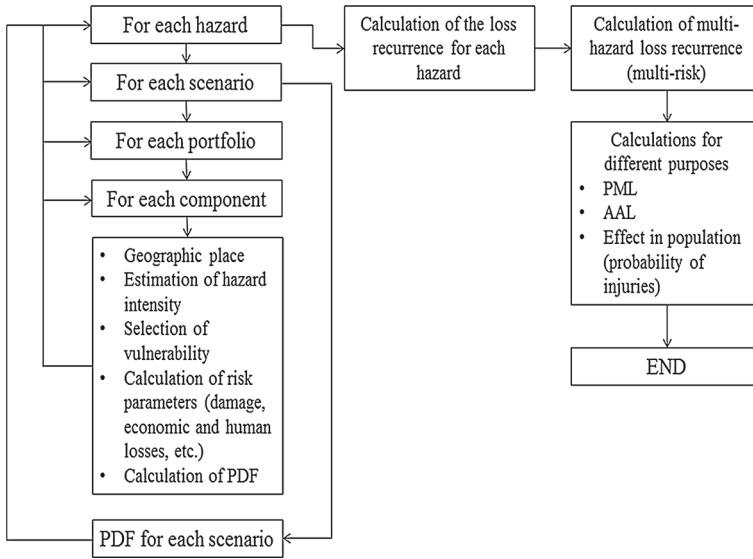 For each hazard
For each scenario
For each portfolio
For each component
• Geographic place
• Estimation of hazard
intensity
• Selection of
vulnerability
• Calculation of risk
parameters (damage,
economic and human
losses, etc.)
• Calculation of PDF
PDF for each scenario
Calculation of the loss
recurrence for each
hazard
Calculation of multi-
hazard loss recurrence
(multi-risk)
Calculations for
different purposes
• PML
• AAL
• Effect in population
(probability of
injuries)
END